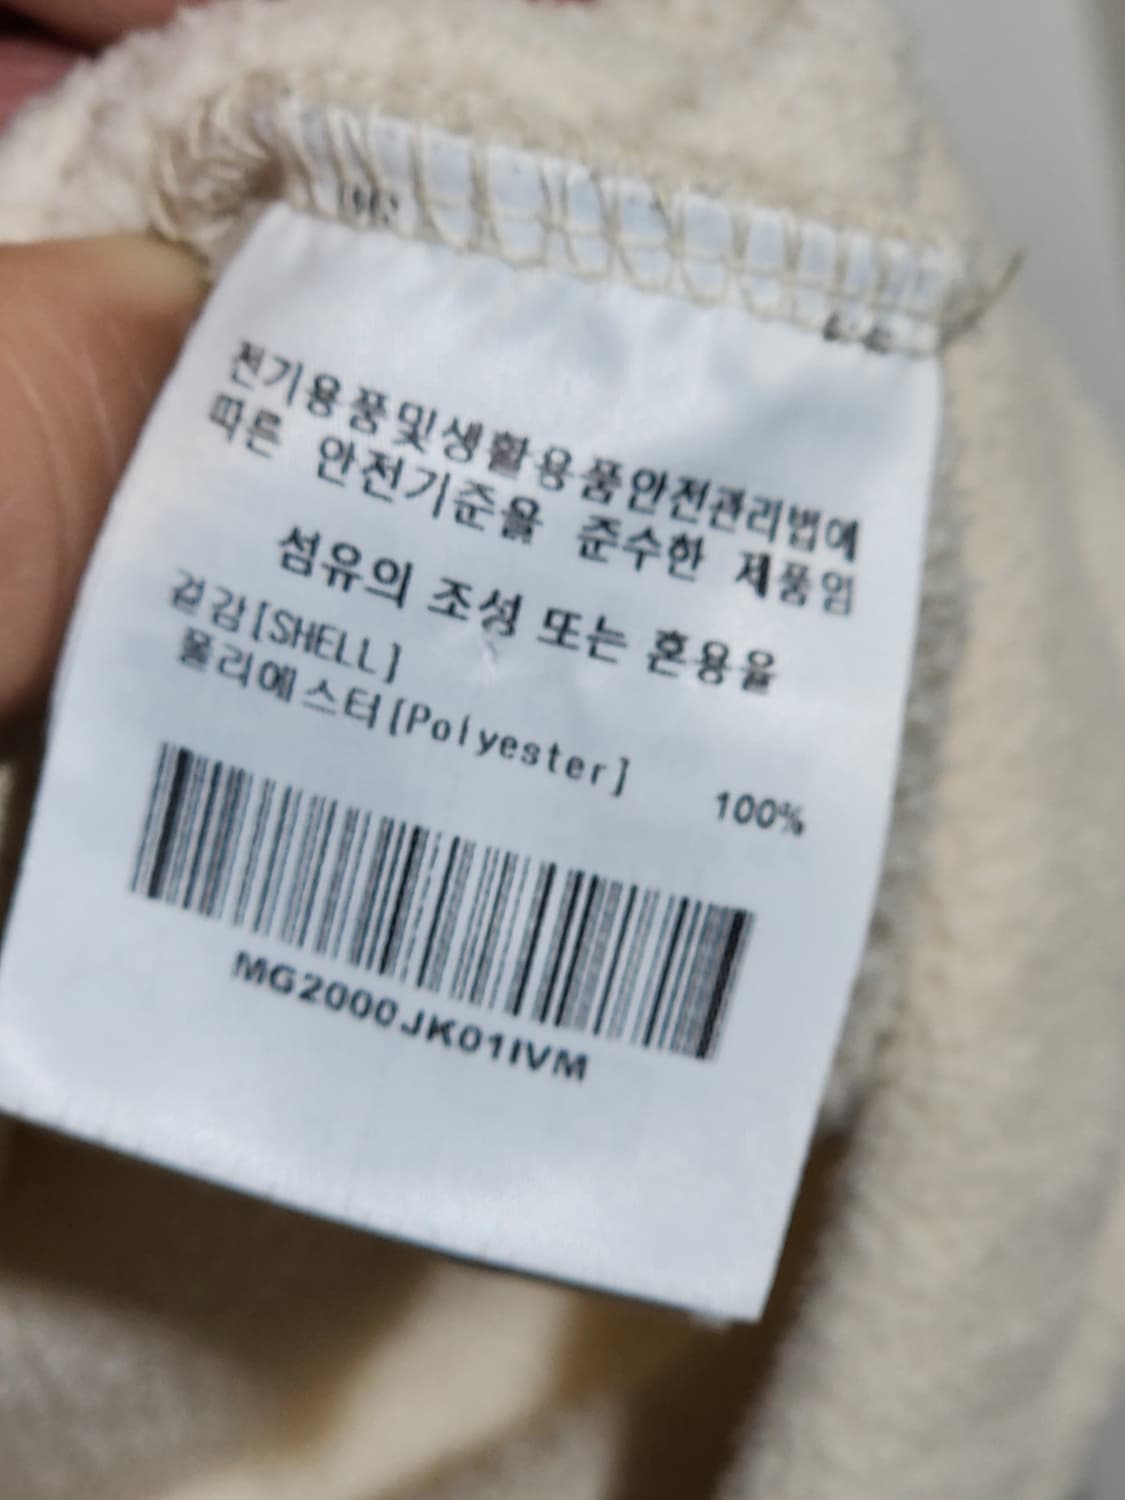 전기용품및생활용품안전관리법에
따른 안전기준을 준수한 제품임
섬유의 조성 또는 혼용율
겉감[SHELL]
폴리에스터[Polyester] 100%
MG2000JK01IVM